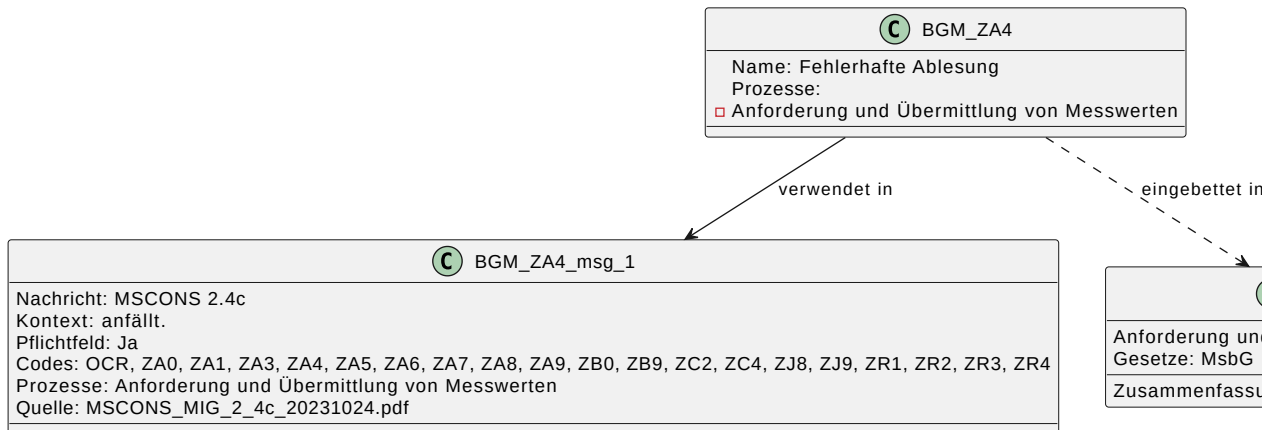 C BGM_ZA4
Name: Fehlerhafte Ablesung
Prozesse:
Anforderung und Übermittlung von Messwerten
verwendet in
eingebettet in
C BGM_ZA4_msg_1
Nachricht: MSCONS 2.4c
Kontext: anfällt.
Pflichtfeld: Ja
Codes: OCR, ZA0, ZA1, ZA3, ZA4, ZA5, ZA6, ZA7, ZA8, ZA9, ZB0, ZB9, ZC2, ZC4, ZJ8, ZJ9, ZR1, ZR2, ZR3, ZR4
Prozesse: Anforderung und Übermittlung von Messwerten
Quelle: MSCONS_MIG_2_4c_20231024.pdf
Anforderung
Gesetze: MsbG